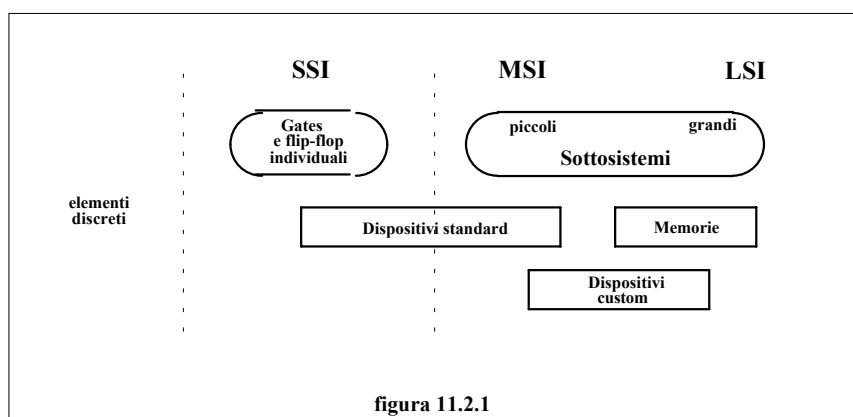 SSI
MSI
LSI
Gates
e flip-flop
individuali
piccoli
grandi
Sottosistemi
elementi
discreti
Dispositivi standard
Memorie
Dispositivi
custom
figura 11.2.1